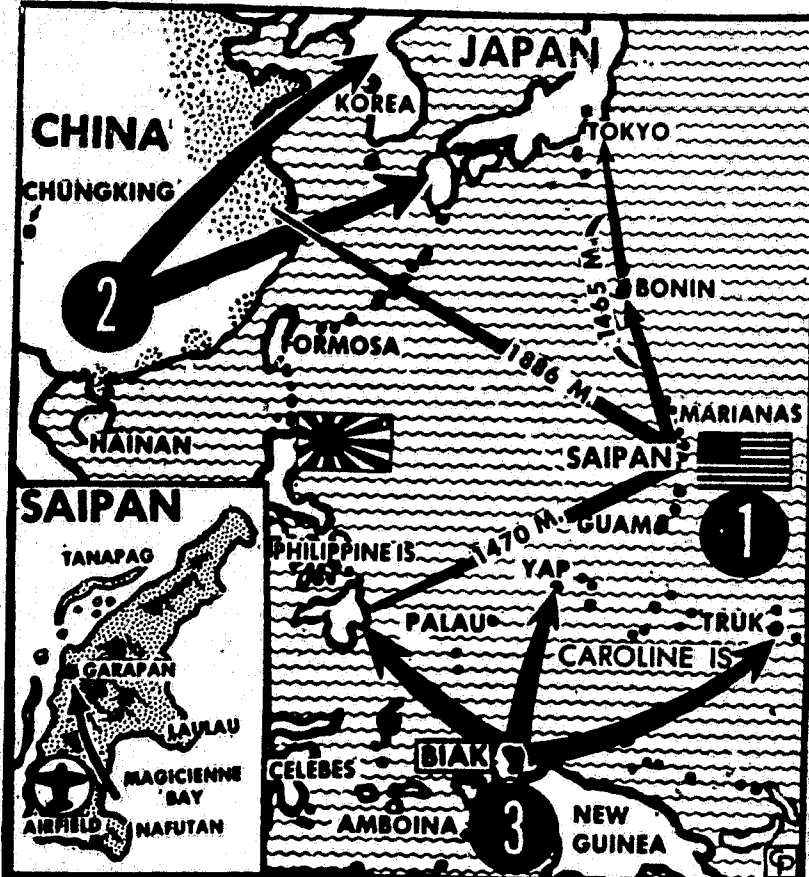 JAPAN
KOREA
CHINA
TOKYO
CHUNGKING
2
1465 M.
BONIN
FORMOSA
1886 M.
MARIANAS
HAINAN
SAIPAN
1
1470 M.
GUAM
PHILIPPINE IS.
YAP
PALAU
TRUK
CAROLINE IS.
BIAK
CELEBES
3
AMBOINA
NEW
GUINEA
CP
SAIPAN
TANAPAG
GARAPAN
LAULAU
MAGICIENNE
BAY
AIRFIELD
NAFUTAN